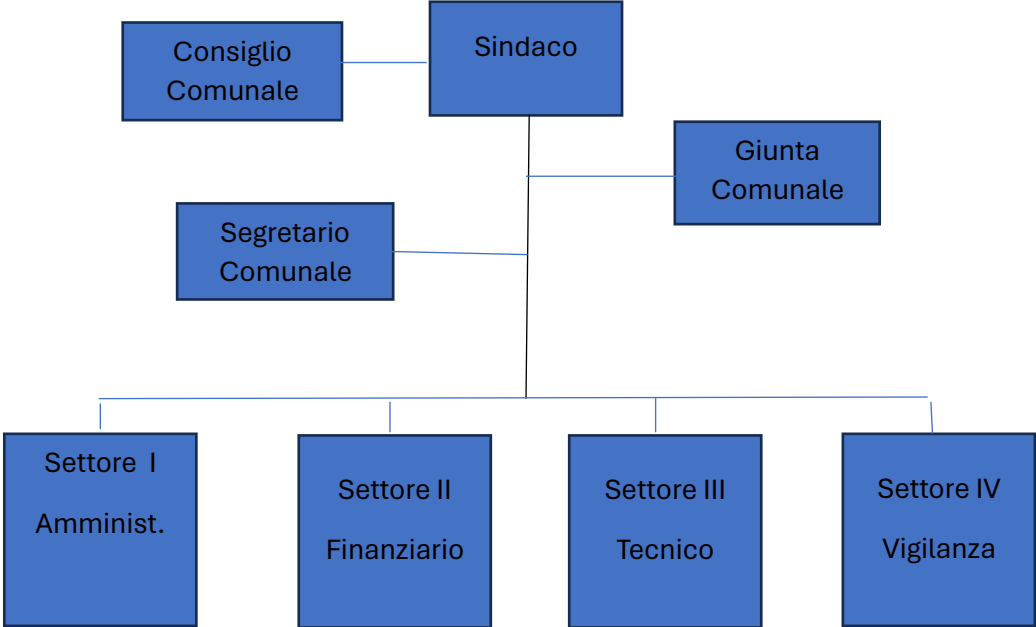 Consiglio
Comunale
Sindaco
Giunta
Comunale
Segretario
Comunale
Settore I
Amminist.
Settore II
Finanziario
Settore III
Tecnico
Settore IV
Vigilanza